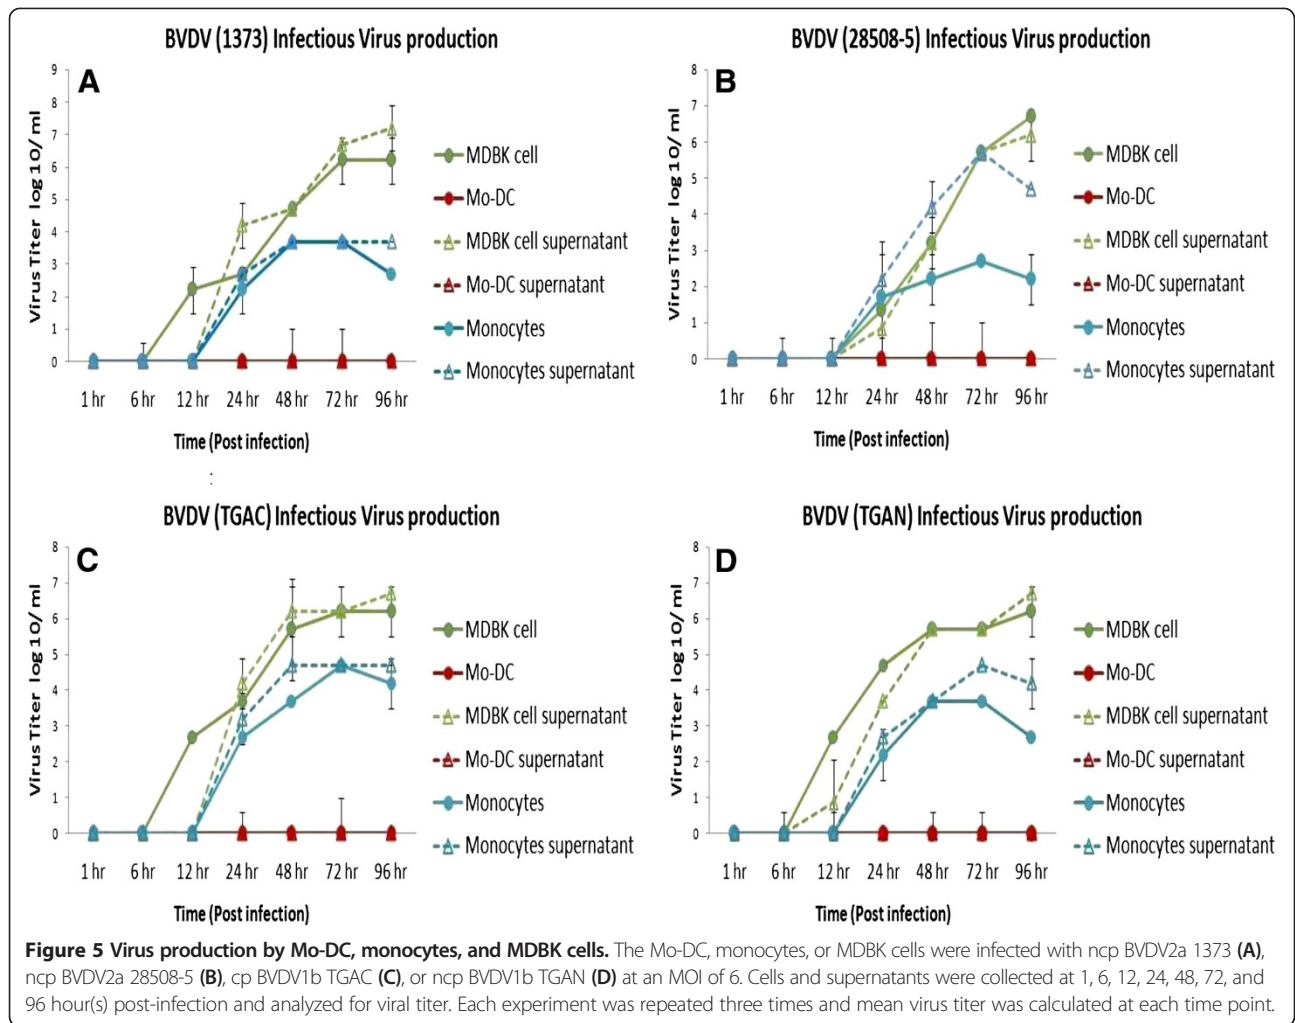 BVDV (1373) Infectious Virus production
A
Virus Titer log 10/ ml
9
8
7
6
5
4
3
2
1
0
1 hr 6 hr 12 hr 24 hr 48 hr 72 hr 96 hr
Time (Post infection)
:
MDBK cell
Mo-DC
MDBK cell supernatant
Mo-DC supernatant
Monocytes
Monocytes supernatant
BVDV (28508-5) Infectious Virus production
B
Virus Titer log 10/ ml
8
7
6
5
4
3
2
1
0
1 hr 6 hr 12 hr 24 hr 48 hr 72 hr 96 hr
Time (Post infection)
MDBK cell
Mo-DC
MDBK cell supernatant
Mo-DC supernatant
Monocytes
Monocytes supernatant
BVDV (TGAC) Infectious Virus production
C
Virus Titer log 10/ ml
8
7
6
5
4
3
2
1
0
1 hr 6 hr 12 hr 24 hr 48 hr 72 hr 96 hr
Time (Post infection)
MDBK cell
Mo-DC
MDBK cell supernatant
Mo-DC supernatant
Monocytes
Monocytes supernatant
BVDV (TGAN) Infectious Virus production
D
Virus Titer log 10/ ml
8
7
6
5
4
3
2
1
0
1 hr 6 hr 12 hr 24 hr 48 hr 72 hr 96 hr
Time (Post infection)
MDBK cell
Mo-DC
MDBK cell supernatant
Mo-DC supernatant
Monocytes
Monocytes supernatant
Figure 5 Virus production by Mo-DC, monocytes, and MDBK cells. The Mo-DC, monocytes, or MDBK cells were infected with ncp BVDV2a 1373 (A),
ncp BVDV2a 28508-5 (B), cp BVDV1b TGAC (C), or ncp BVDV1b TGAN (D) at an MOI of 6. Cells and supernatants were collected at 1, 6, 12, 24, 48, 72, and
96 hour(s) post-infection and analyzed for viral titer. Each experiment was repeated three times and mean virus titer was calculated at each time point.